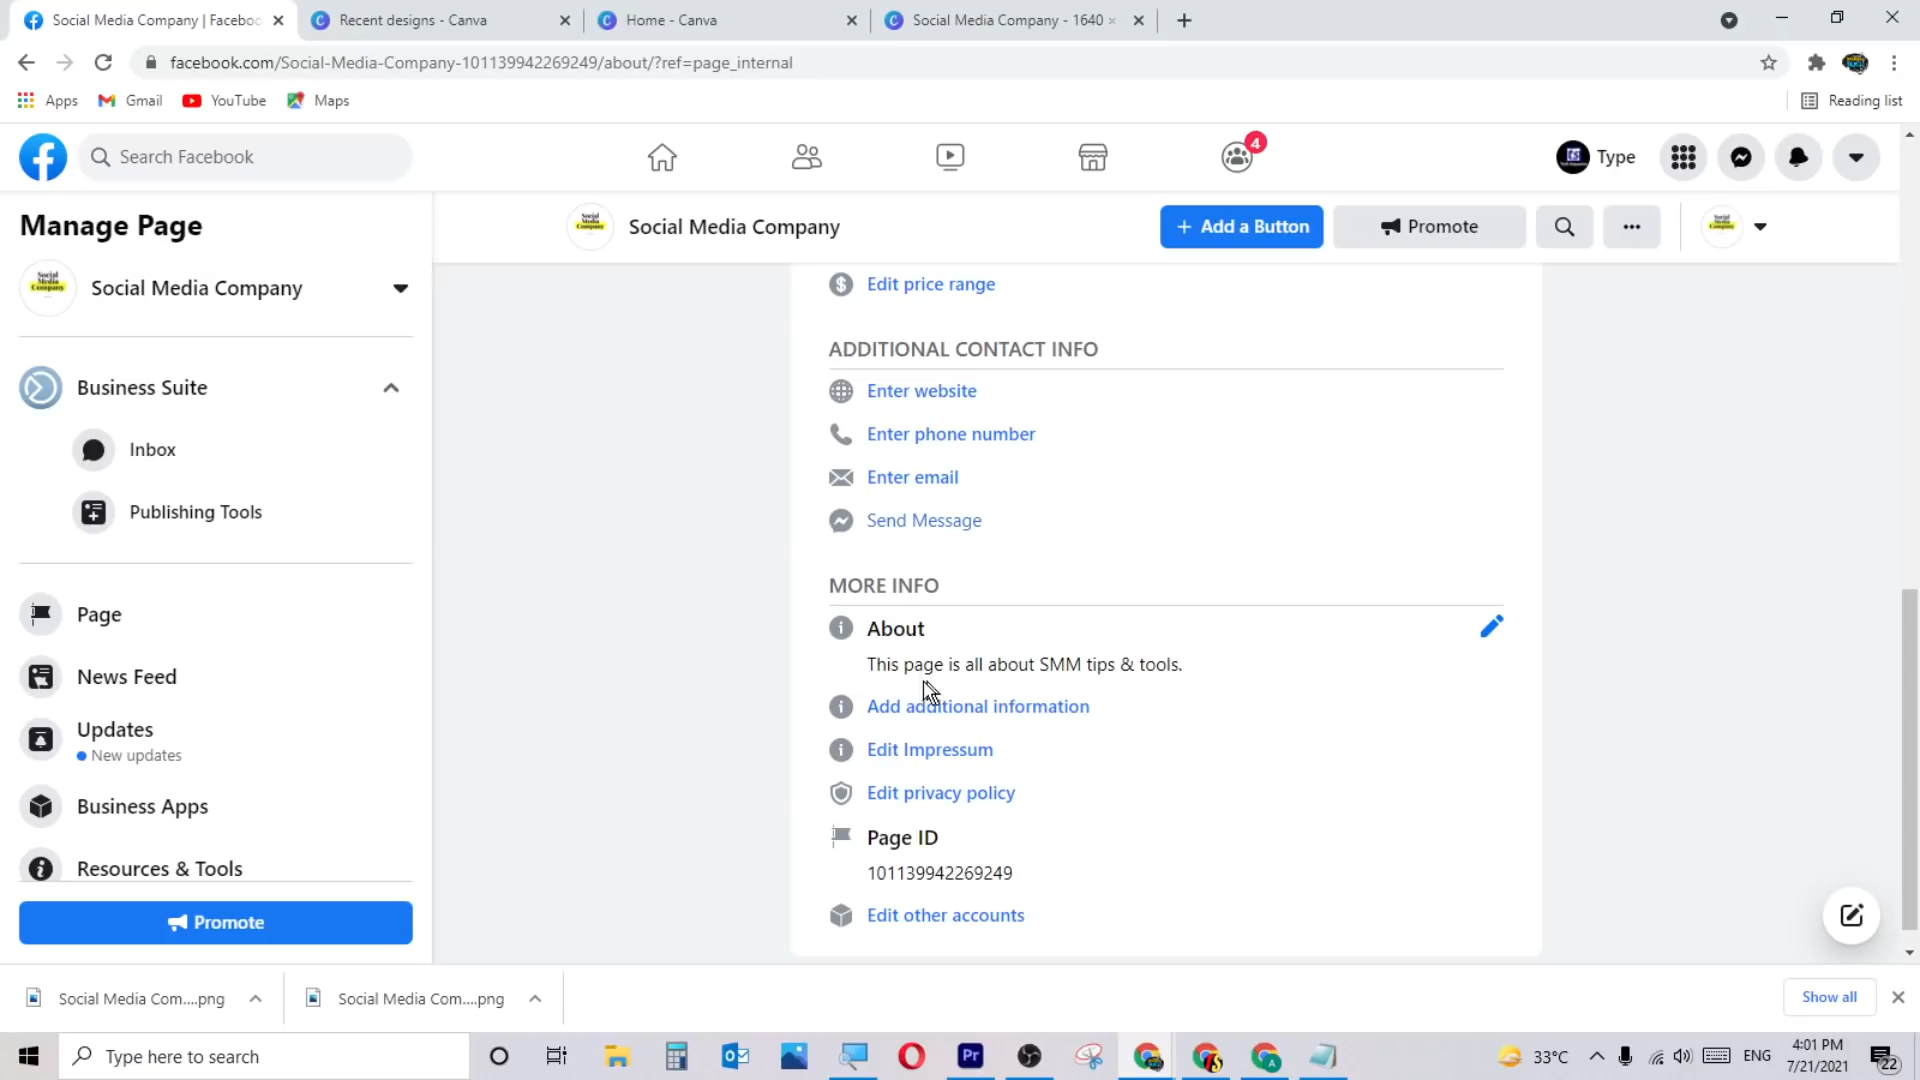 Social Media Company | Faceboo
Recent designs - Canva
Home - Canva
Social Media Company - 1640 ×
facebook.com/Social-Media-Company-101139942269249/about/?ref=page_internal
Apps
Gmail
YouTube
Maps
Reading list
Search Facebook
4
Type
Manage Page
Social Media Company
Add a Button
Promote
Social Media Company
Business Suite
Inbox
Publishing Tools
Page
News Feed
Updates
New updates
Business Apps
Resources & Tools
Promote
Edit price range
ADDITIONAL CONTACT INFO
Enter website
Enter phone number
Enter email
Send Message
MORE INFO
About
This page is all about SMM tips & tools.
Add additional information
Edit Impressum
Edit privacy policy
Page ID
101139942269249
Edit other accounts
Social Media Com....png
Social Media Com....png
Show all
Type here to search
Pr
33°C
ENG
4:01 PM
7/21/2021
22